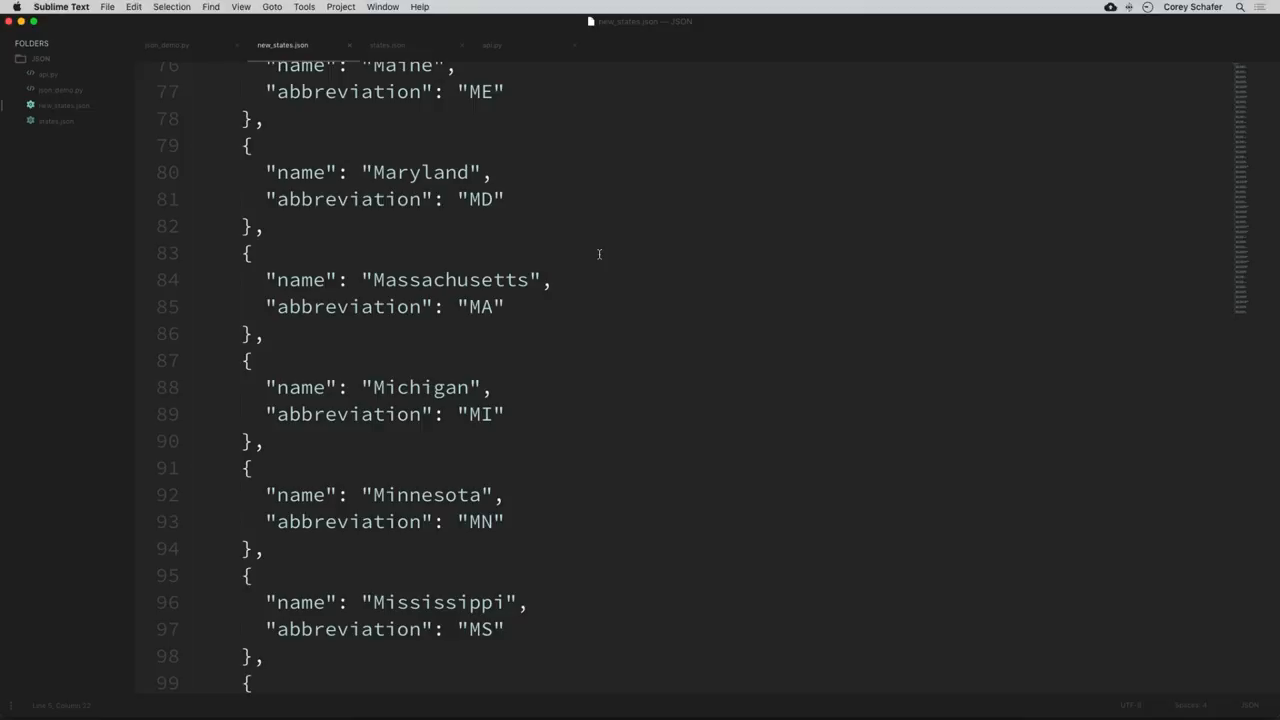 Sublime Text File Edit Selection Find View Goto Tools Project Window Help Corey Schafer
new_states.json — JSON
FOLDERS
JSON
api.py
json_demo.py
new_states.json
states.json
json_demo.py × new_states.json × states.json × api.py ×
76 "name": "Maine",
77 "abbreviation": "ME"
78 },
79 {
80 "name": "Maryland",
81 "abbreviation": "MD"
82 },
83 {
84 "name": "Massachusetts",
85 "abbreviation": "MA"
86 },
87 {
88 "name": "Michigan",
89 "abbreviation": "MI"
90 },
91 {
92 "name": "Minnesota",
93 "abbreviation": "MN"
94 },
95 {
96 "name": "Mississippi",
97 "abbreviation": "MS"
98 },
99 {
Line 5, Column 22 UTF-8 Spaces: 4 JSON